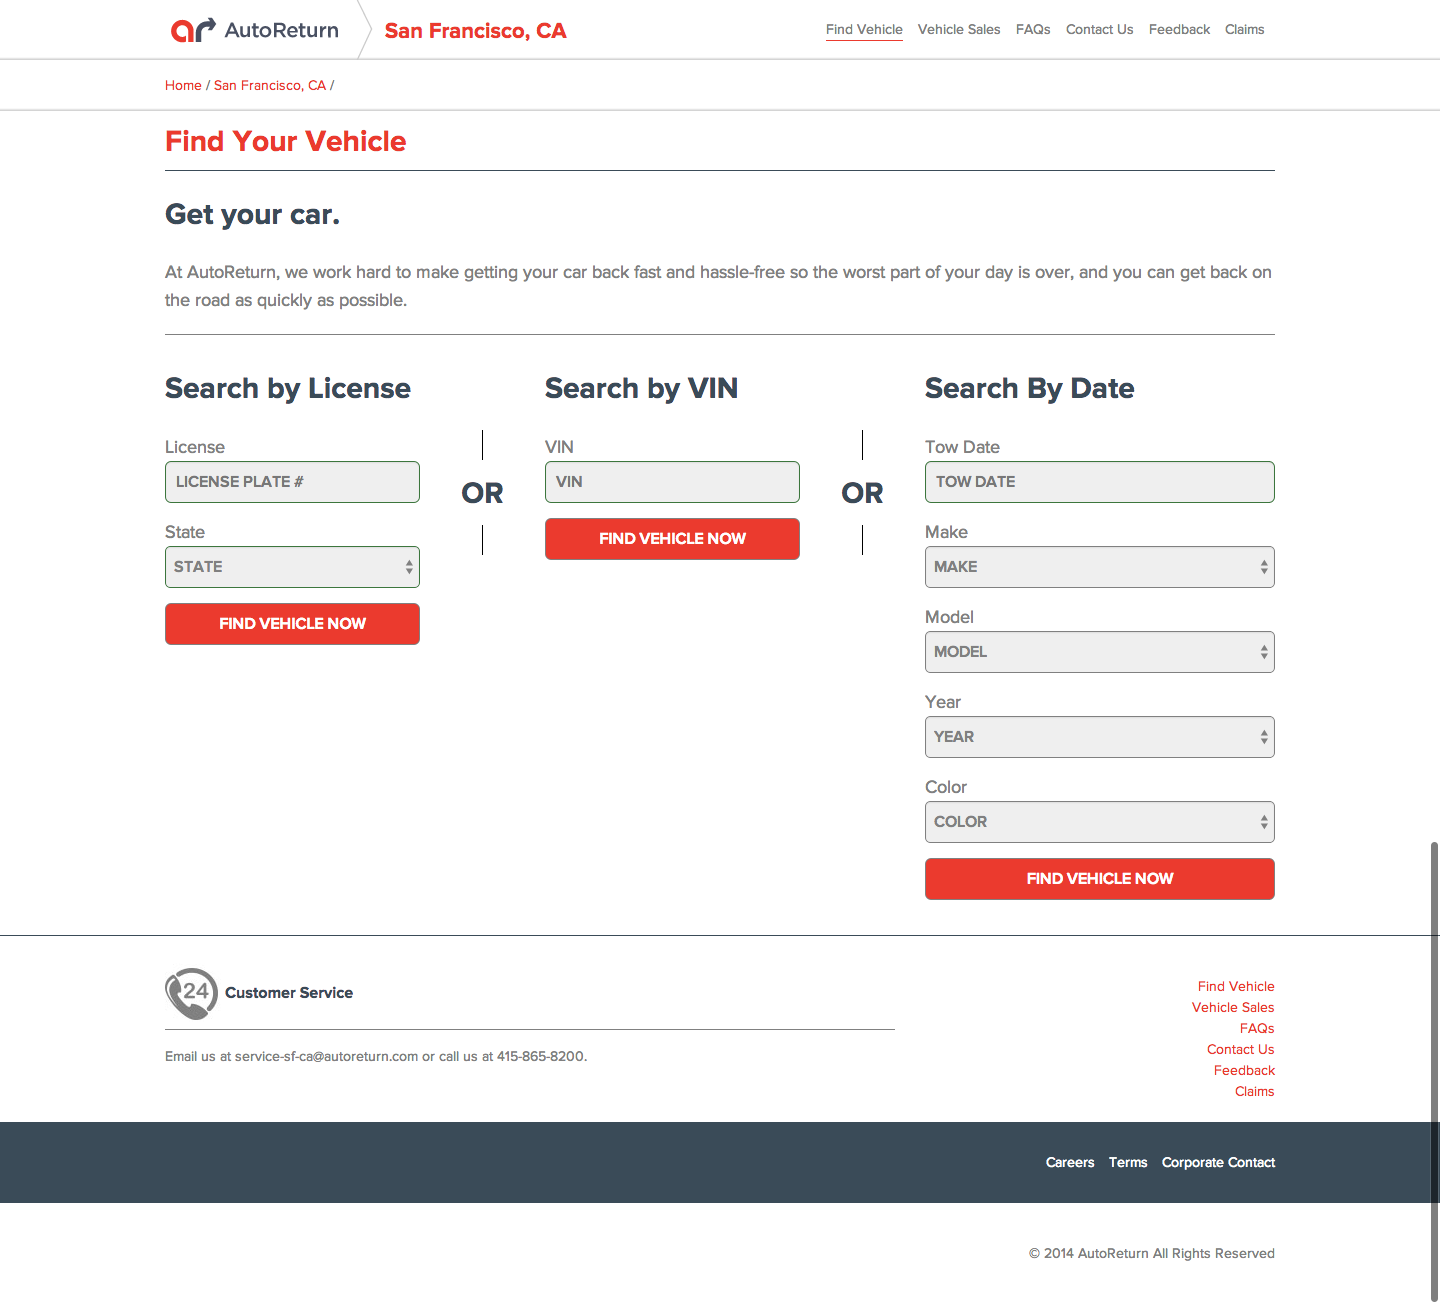 ar AutoReturn
San Francisco, CA
Find Vehicle Vehicle Sales FAQs Contact Us Feedback Claims
Home / San Francisco, CA /
Find Your Vehicle
Get your car.
At AutoReturn, we work hard to make getting your car back fast and hassle-free so the worst part of your day is over, and you can get back on
the road as quickly as possible.
Search by License
License
LICENSE PLATE #
State
STATE
FIND VEHICLE NOW
OR
Search by VIN
VIN
VIN
FIND VEHICLE NOW
OR
Search By Date
Tow Date
TOW DATE
Make
MAKE
Model
MODEL
Year
YEAR
Color
COLOR
FIND VEHICLE NOW
24
Customer Service
Email us at service-sf-ca@autoreturn.com or call us at 415-865-8200.
Find Vehicle
Vehicle Sales
FAQs
Contact Us
Feedback
Claims
Careers Terms Corporate Contact
© 2014 AutoReturn All Rights Reserved